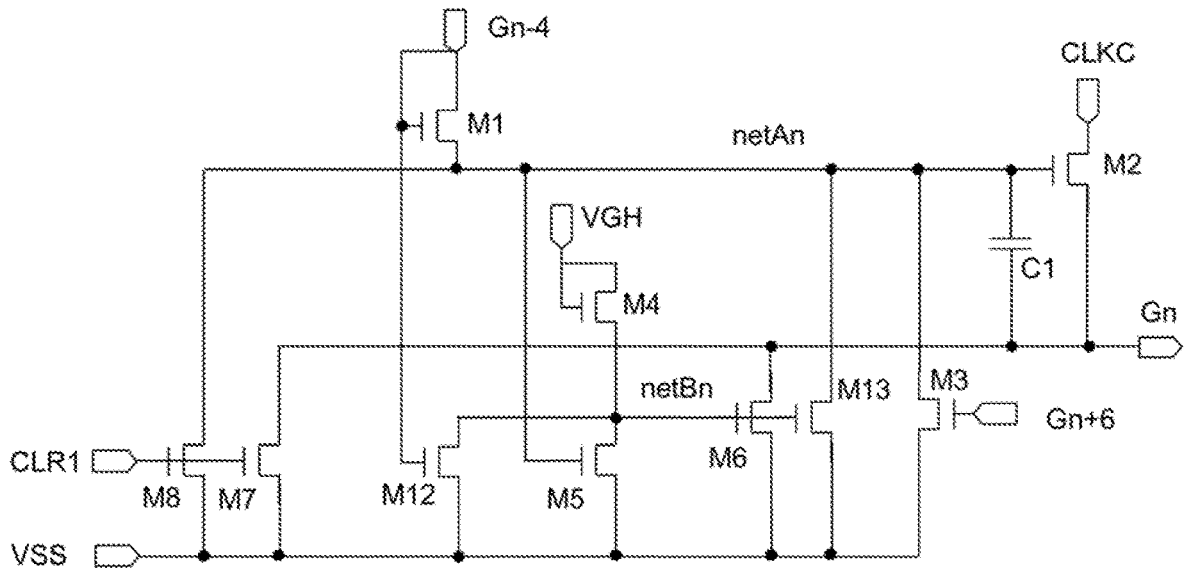 Gn-4
CLKC
M1
netAn
M2
VGH
C1
M4
Gn
netBn
M13
M3
Gn+6
M6
CLR1
M8
M7
M12
M5
VSS